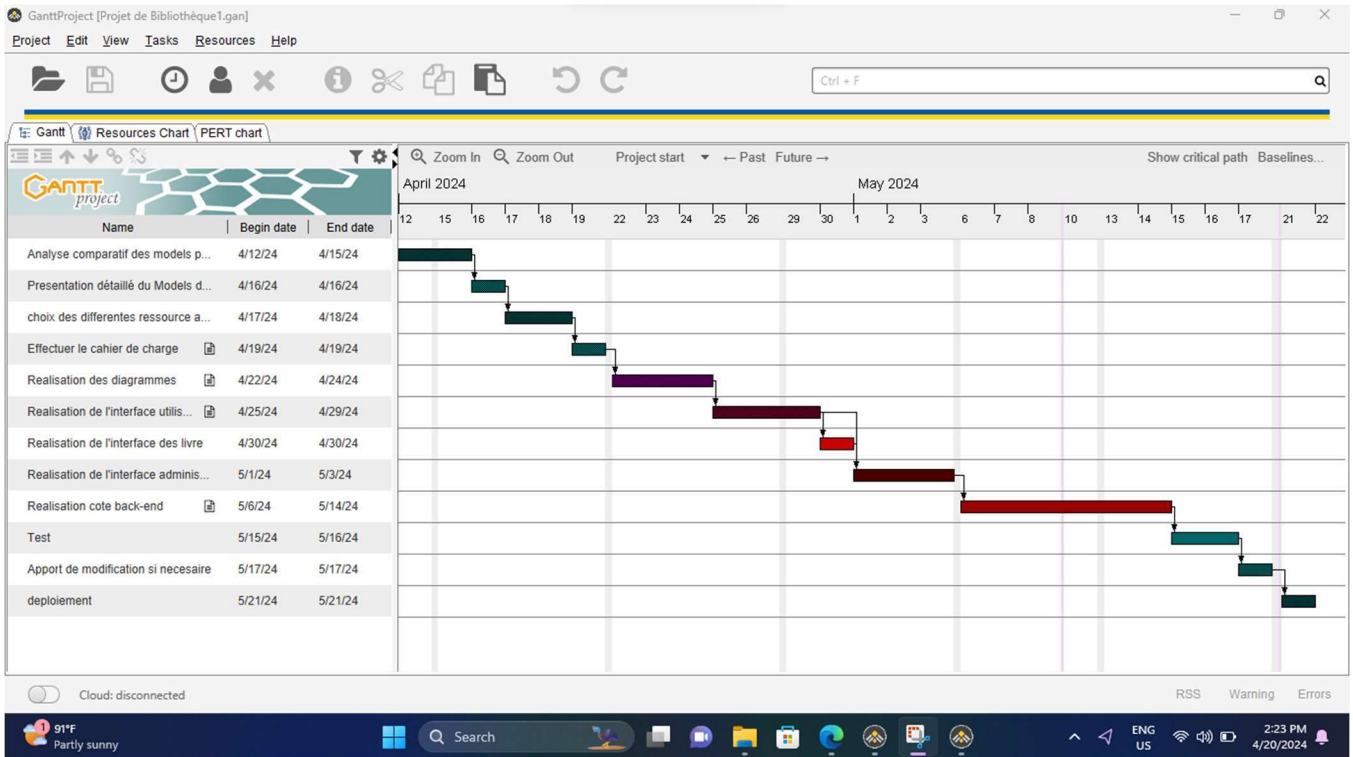 GanttProject [Projet de Bibliothèque1.gan]
Project Edit View Tasks Resources Help
Ctrl + F
Gantt Resources Chart PERT chart
Zoom In Zoom Out Project start ← Past Future → Show critical path Baselines...
GANTT project
April 2024 May 2024
12 15 16 17 18 19 22 23 24 25 26 29 30 1 2 3 6 7 8 10 13 14 15 16 17 21 22
Name Begin date End date
Analyse comparatif des models p... 4/12/24 4/15/24
Presentation détaillé du Models d... 4/16/24 4/16/24
choix des differentes ressource a... 4/17/24 4/18/24
Effectuer le cahier de charge 4/19/24 4/19/24
Realisation des diagrammes 4/22/24 4/24/24
Realisation de l'interface utilis... 4/25/24 4/29/24
Realisation de l'interface des livre 4/30/24 4/30/24
Realisation de l'interface adminis... 5/1/24 5/3/24
Realisation cote back-end 5/6/24 5/14/24
Test 5/15/24 5/16/24
Apport de modification si necesaire 5/17/24 5/17/24
deploiement 5/21/24 5/21/24
Cloud: disconnected RSS Warning Errors
1 91°F
Partly sunny
Search
ENG
US
2:23 PM
4/20/2024